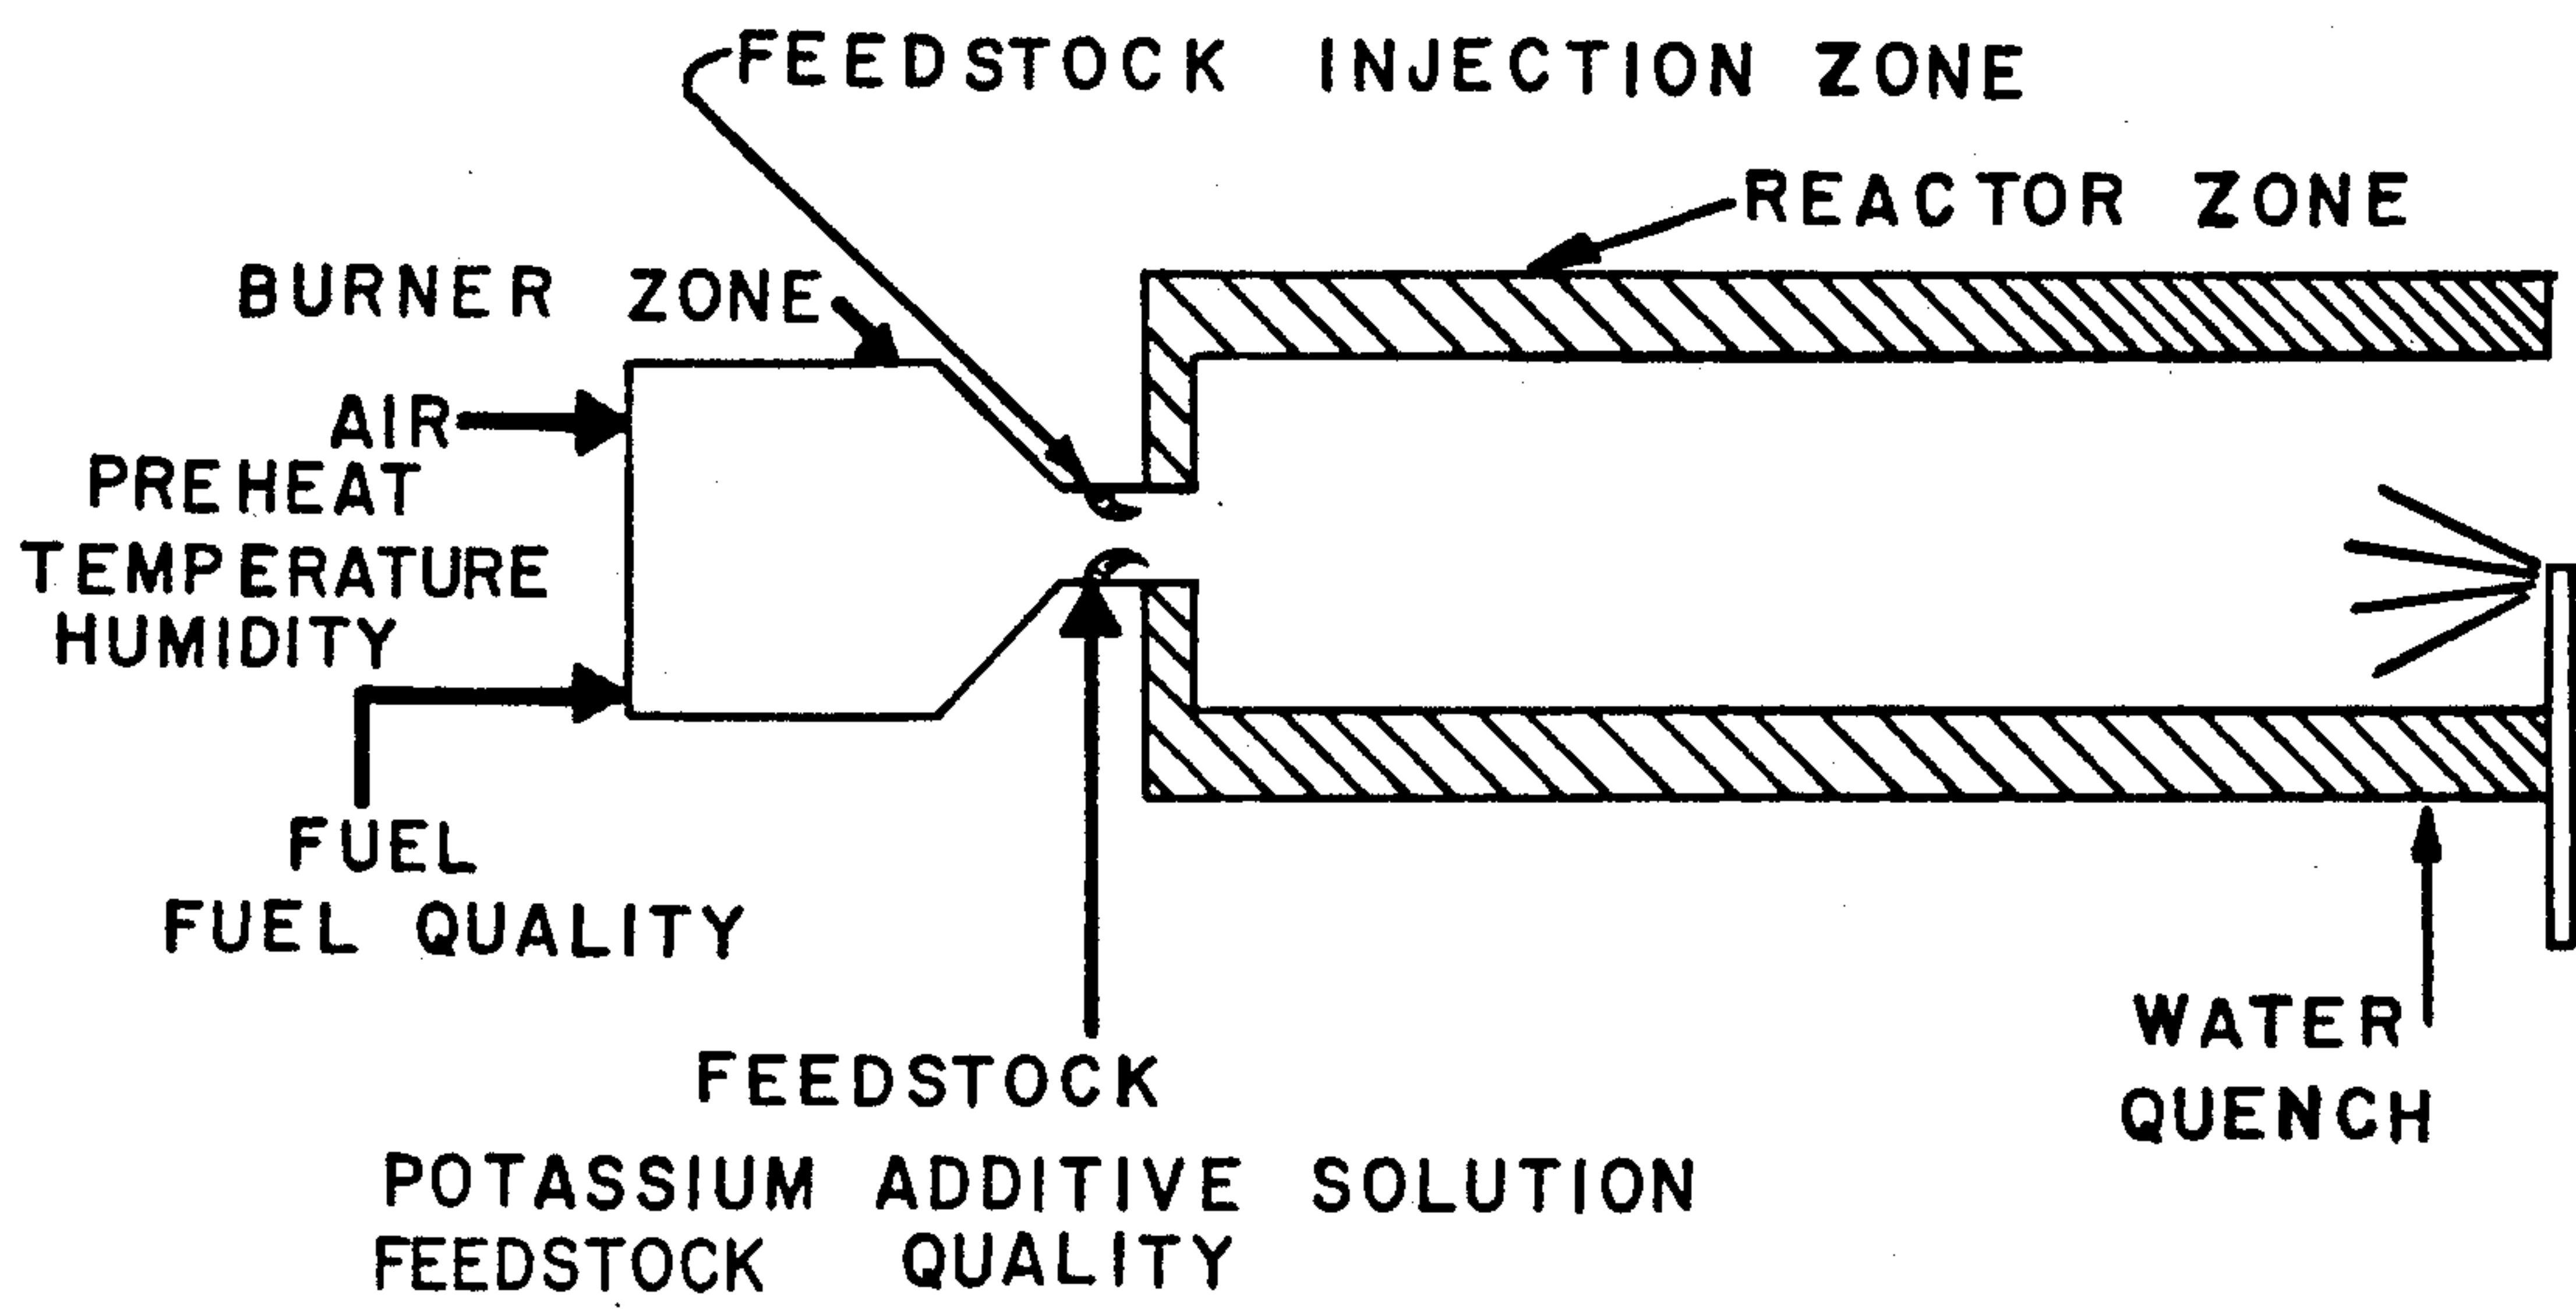 FEEDSTOCK INJECTION ZONE
REACTOR ZONE
BURNER ZONE
AIR
PREHEAT
TEMPERATURE
HUMIDITY
FUEL
FUEL QUALITY
FEEDSTOCK
POTASSIUM ADDITIVE SOLUTION
FEEDSTOCK QUALITY
WATER
QUENCH